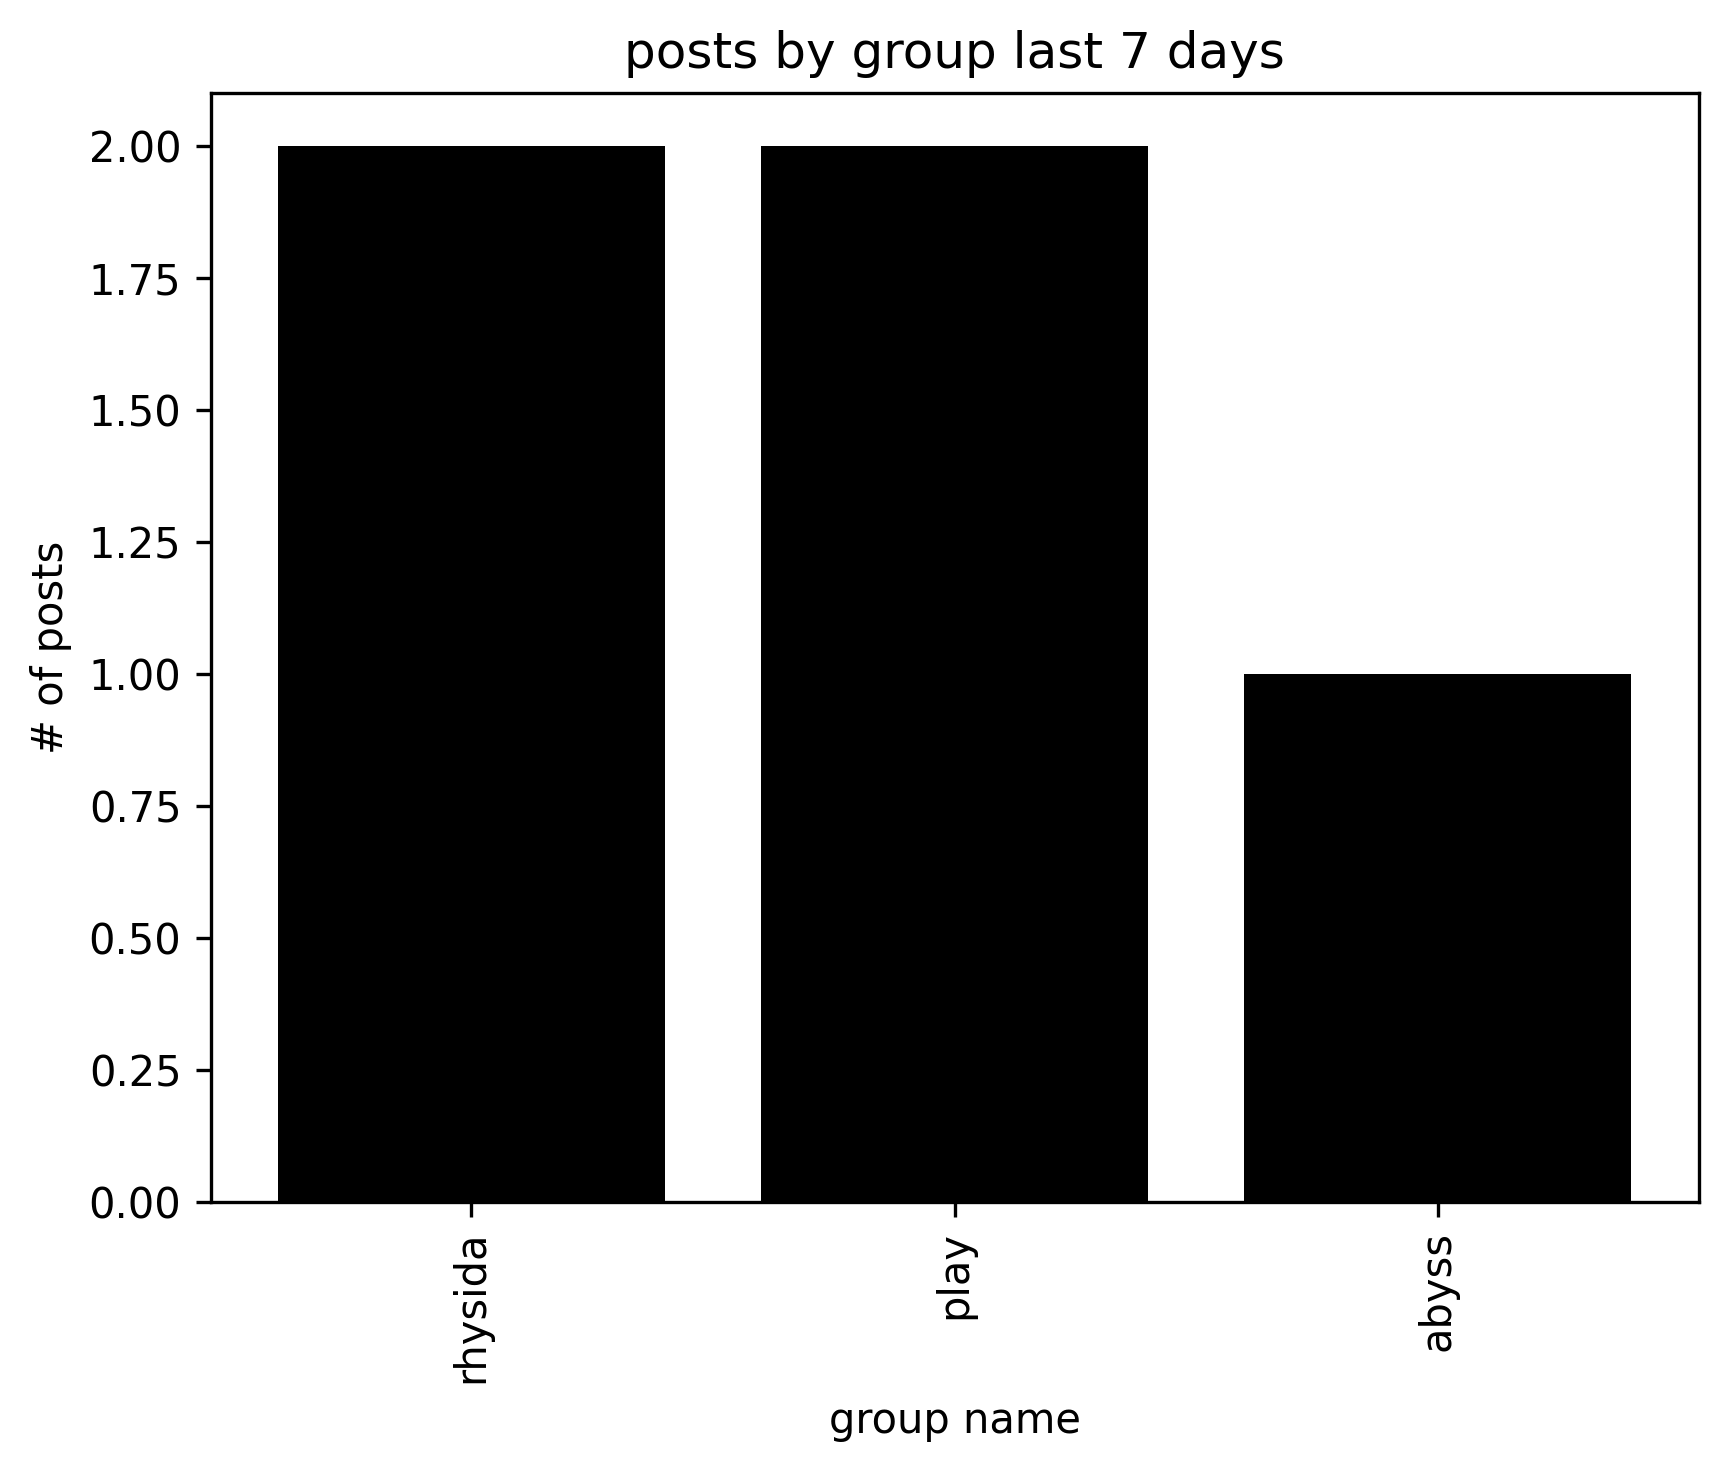 posts by group last 7 days
# of posts
2.00
1.75
1.50
1.25
1.00
0.75
0.50
0.25
0.00
rhysida
play
abyss
group name